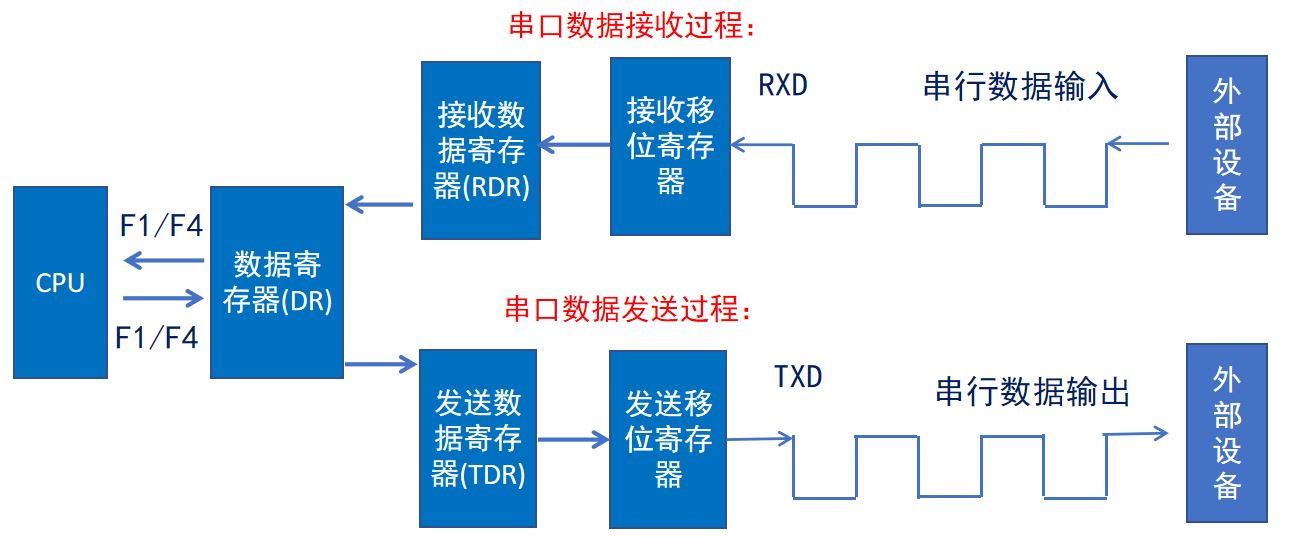 串口数据接收过程：
接收数
据寄存
器(RDR)
接收移
位寄存
器
RXD
串行数据输入
外
部
设
备
CPU
F1/F4
F1/F4
数据寄
存器(DR)
串口数据发送过程：
发送数
据寄存
器(TDR)
发送移
位寄存
器
TXD
串行数据输出
外
部
设
备